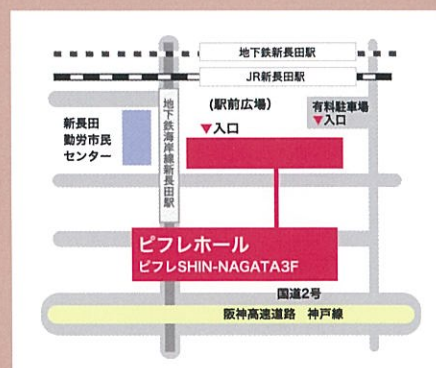 地下鉄新長田駅
JR新長田駅
地下鉄海岸線新長田駅
(駅前広場)
▼入口
有料駐車場
▼入口
新長田
勤労市民
センター
ピフレホール
ピフレSHIN-NAGATA3F
国道2号
阪神高速道路 神戸線